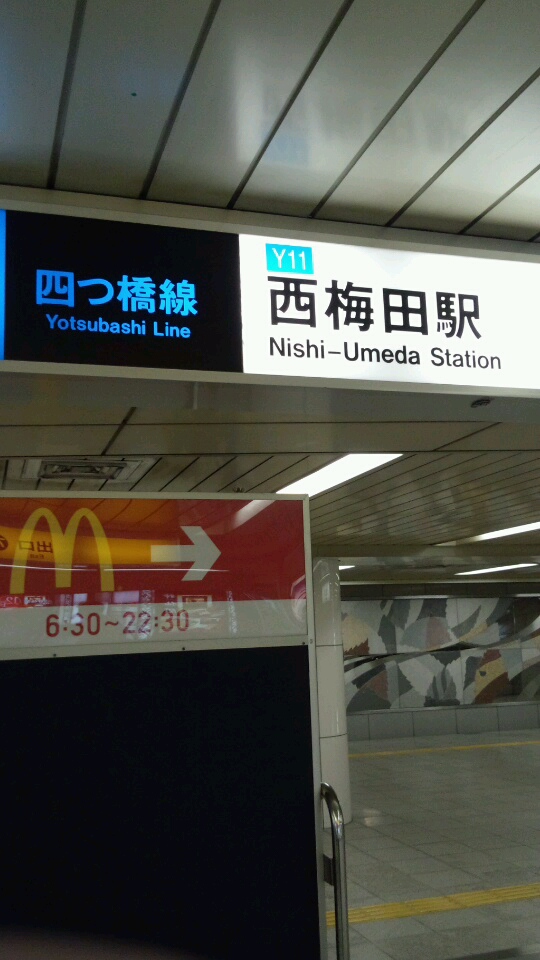 四つ橋線
Yotsubashi Line
Y11
西梅田駅
Nishi-Umeda Station
6:30~22:30